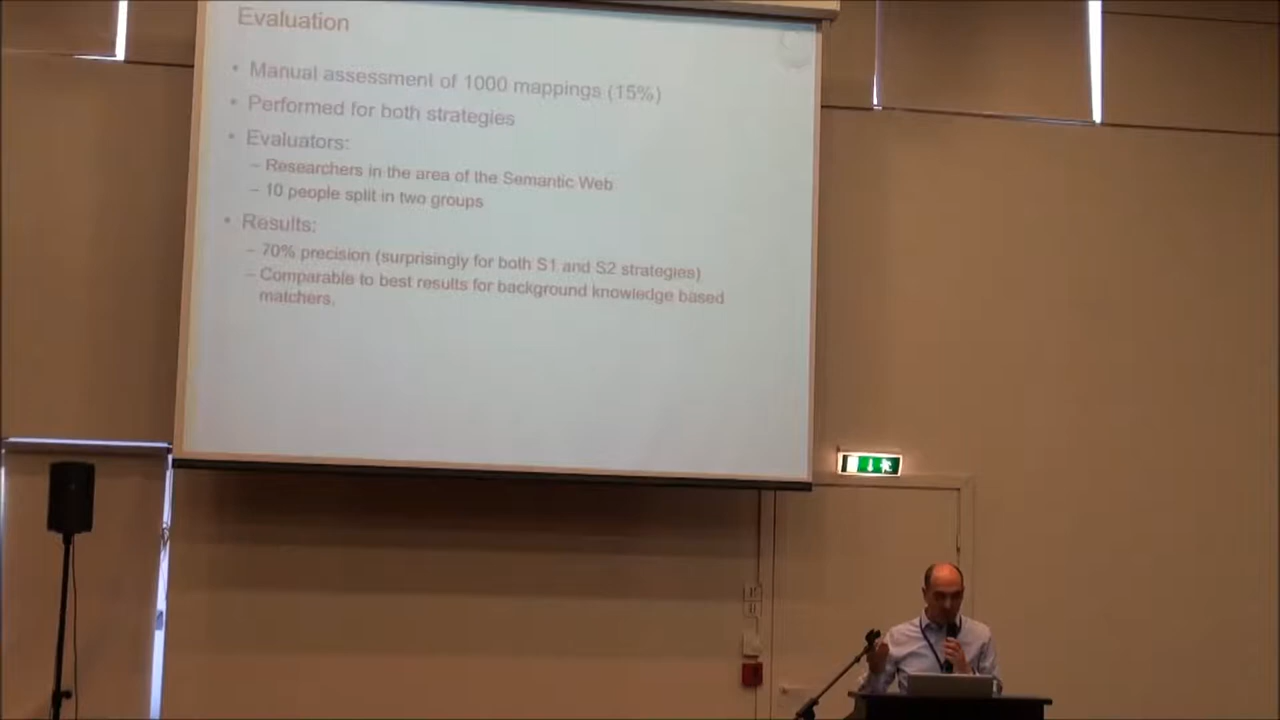 Evaluation
• Manual assessment of 1000 mappings (15%)
• Performed for both strategies
• Evaluators:
– Researchers in the area of the Semantic Web
– 10 people split in two groups
• Results:
– 70% precision (surprisingly for both S1 and S2 strategies)
– Comparable to best results for background knowledge based
matchers.